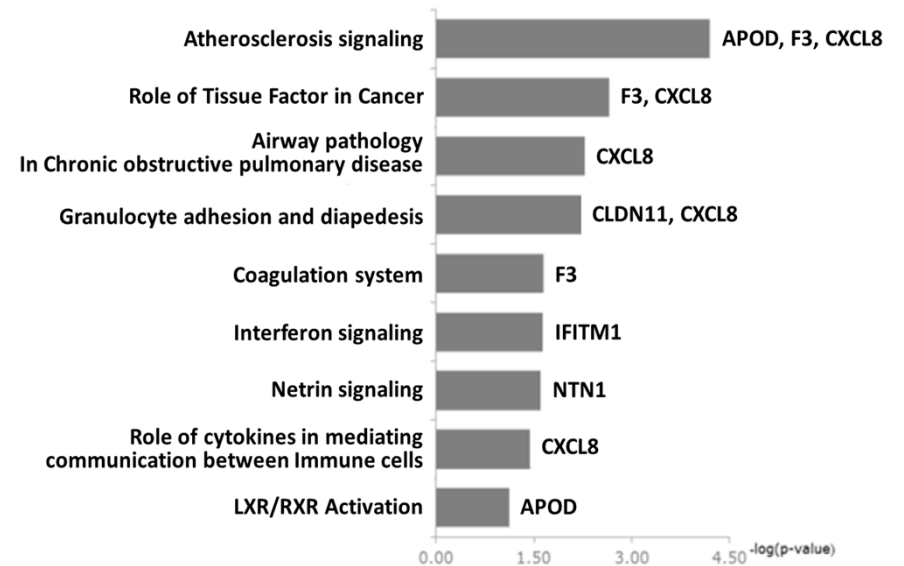 Atherosclerosis signaling APOD, F3, CXCL8
Role of Tissue Factor in Cancer F3, CXCL8
Airway pathology
In Chronic obstructive pulmonary disease CXCL8
Granulocyte adhesion and diapedesis CLDN11, CXCL8
Coagulation system F3
Interferon signaling IFITM1
Netrin signaling NTN1
Role of cytokines in mediating
communication between Immune cells CXCL8
LXR/RXR Activation APOD
0.00 1.50 3.00 4.50 -log(p-value)